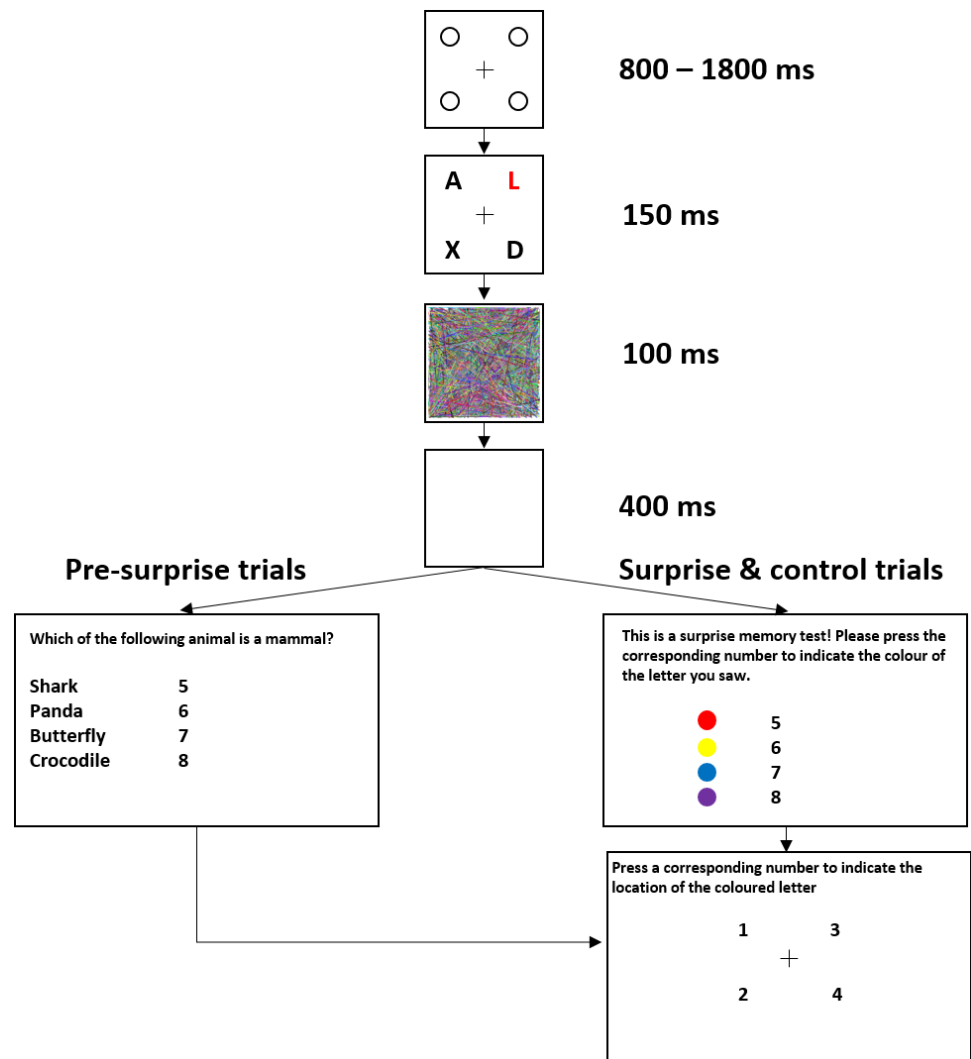 800 – 1800 ms
A L
X D
150 ms
100 ms
400 ms
Pre-surprise trials
Surprise & control trials
Which of the following animal is a mammal?
Shark 5
Panda 6
Butterfly 7
Crocodile 8
This is a surprise memory test! Please press the
corresponding number to indicate the colour of
the letter you saw.
5
6
7
8
Press a corresponding number to indicate the
location of the coloured letter
1 3
2 4